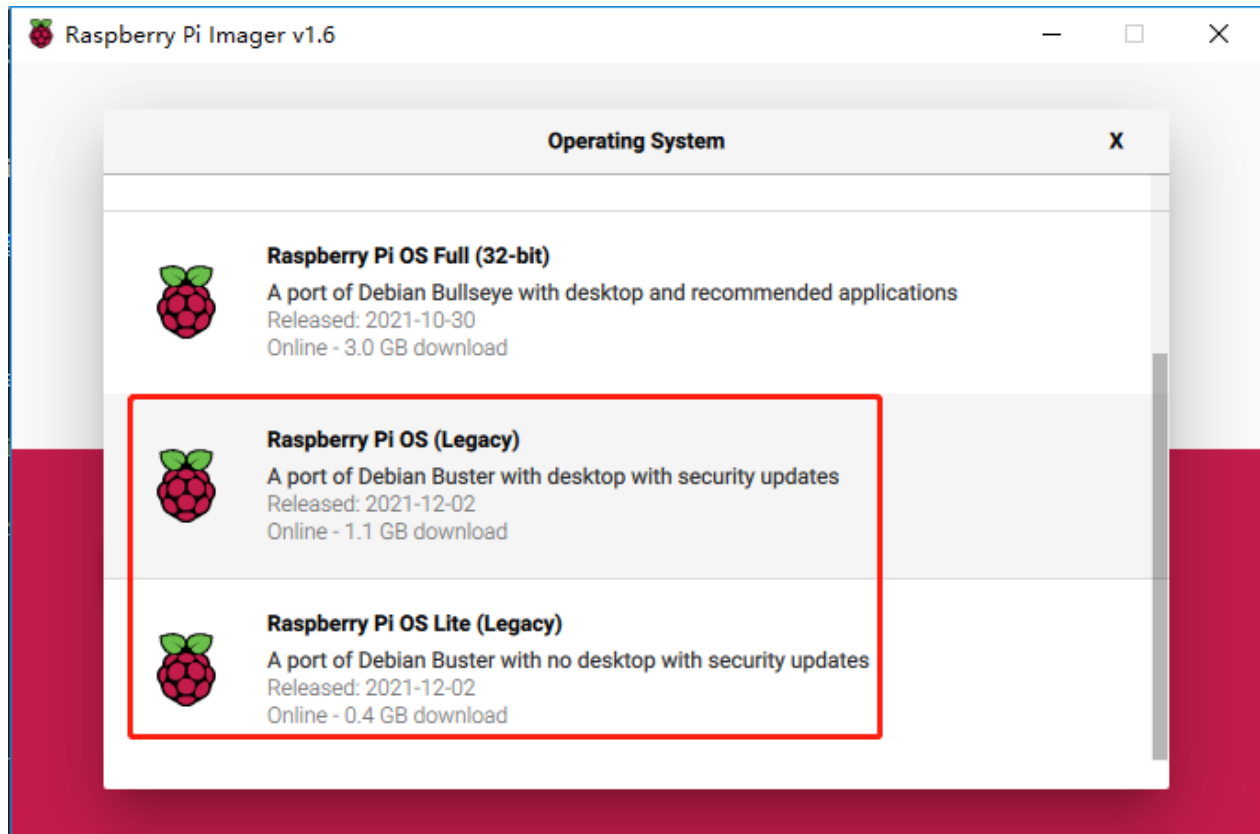 Raspberry Pi Imager v1.6
Operating System
X
Raspberry Pi OS Full (32-bit)
A port of Debian Bullseye with desktop and recommended applications
Released: 2021-10-30
Online - 3.0 GB download
Raspberry Pi OS (Legacy)
A port of Debian Buster with desktop with security updates
Released: 2021-12-02
Online - 1.1 GB download
Raspberry Pi OS Lite (Legacy)
A port of Debian Buster with no desktop with security updates
Released: 2021-12-02
Online - 0.4 GB download